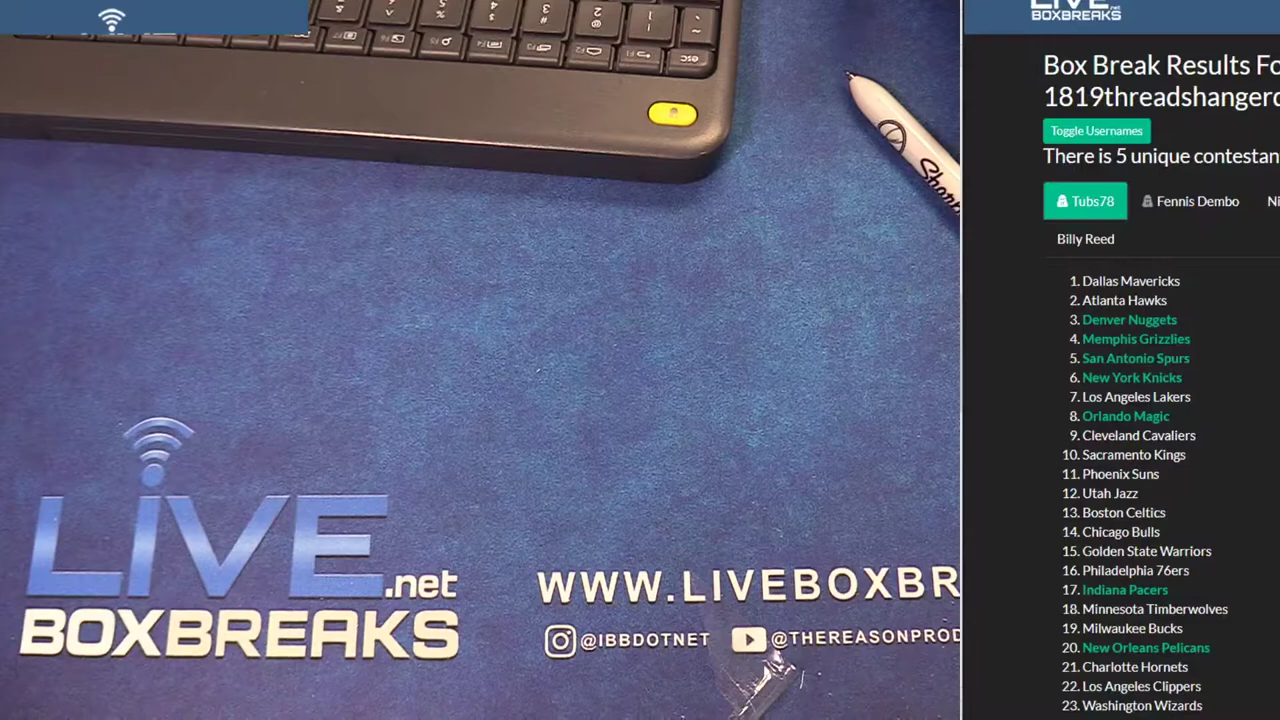 esc
Sharp
LIVE.net
BOXBREAKS
WWW.LIVEBOXBR
@IBBDOTNET
@THEREASONPROD
LIVE.net
BOXBREAKS
Box Break Results Fo
1819threadshangerc
Toggle Usernames
There is 5 unique contestan
Tubs78
Fennis Dembo
Ni
Billy Reed
1. Dallas Mavericks
2. Atlanta Hawks
3. Denver Nuggets
4. Memphis Grizzlies
5. San Antonio Spurs
6. New York Knicks
7. Los Angeles Lakers
8. Orlando Magic
9. Cleveland Cavaliers
10. Sacramento Kings
11. Phoenix Suns
12. Utah Jazz
13. Boston Celtics
14. Chicago Bulls
15. Golden State Warriors
16. Philadelphia 76ers
17. Indiana Pacers
18. Minnesota Timberwolves
19. Milwaukee Bucks
20. New Orleans Pelicans
21. Charlotte Hornets
22. Los Angeles Clippers
23. Washington Wizards